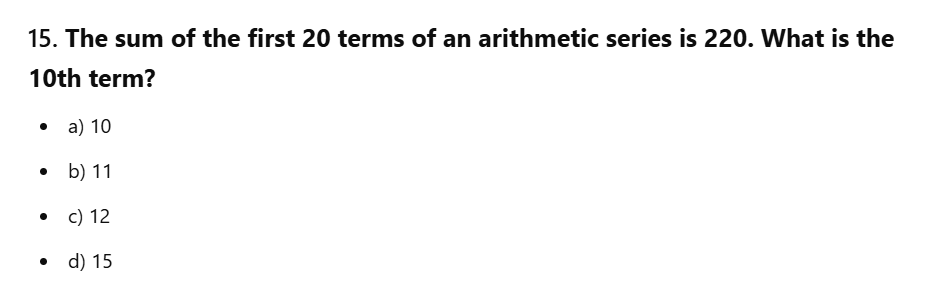 15. The sum of the first 20 terms of an arithmetic series is 220. What is the
10th term?
• a) 10
• b) 11
• c) 12
• d) 15